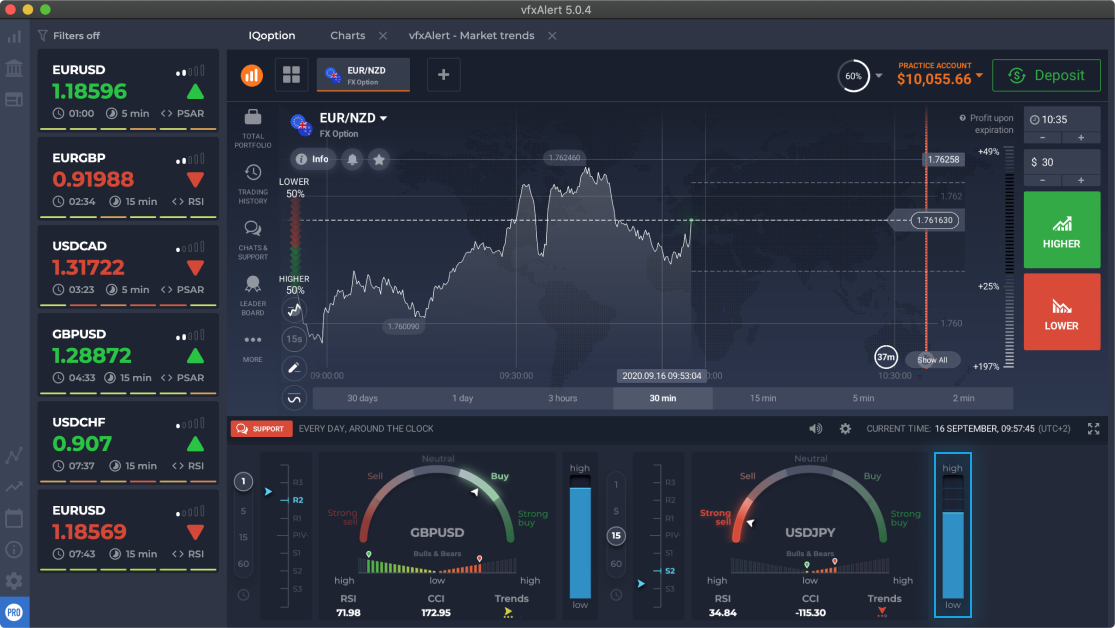 vfxAlert 5.0.4
Filters off
IQoption
Charts
vfxAlert - Market trends
EURUSD
1.18596
01:00
5 min
PSAR
EURGBP
0.91988
02:34
15 min
RSI
USDCAD
1.31722
03:23
5 min
PSAR
GBPUSD
1.28872
04:33
15 min
PSAR
USDCHF
0.907
07:37
15 min
RSI
EURUSD
1.18569
07:43
15 min
RSI
PRO
EUR/NZD
FX Option
60%
PRACTICE ACCOUNT
$10,055.66
Deposit
TOTAL
PORTFOLIO
TRADING
HISTORY
CHATS &
SUPPORT
LEADER
BOARD
MORE
EUR/NZD
FX Option
Info
LOWER
50%
HIGHER
50%
15s
1.762460
1.760090
Profit upon
expiration
+49%
1.76258
1.762
1.761630
+25%
1.760
37m
Show All
+197%
09:00:00
09:30:00
2020.09.16 09:53:04
0:00
10:30:00
30 days
1 day
3 hours
30 min
15 min
5 min
2 min
10:35
-
+
$ 30
-
+
HIGHER
LOWER
SUPPORT
EVERY DAY, AROUND THE CLOCK
CURRENT TIME: 16 SEPTEMBER, 09:57:45 (UTC+2)
1
5
15
60
R3
R2
R1
PIV
S1
S2
S3
Neutral
Sell
Buy
Strong
sell
Strong
buy
GBPUSD
Bulls & Bears
high
low
high
RSI
71.98
CCI
172.95
Trends
high
low
1
5
15
60
R3
R2
R1
PIV
S1
S2
S3
Neutral
Sell
Buy
Strong
sell
Strong
buy
USDJPY
Bulls & Bears
high
low
high
RSI
34.84
CCI
-115.30
Trends
high
low